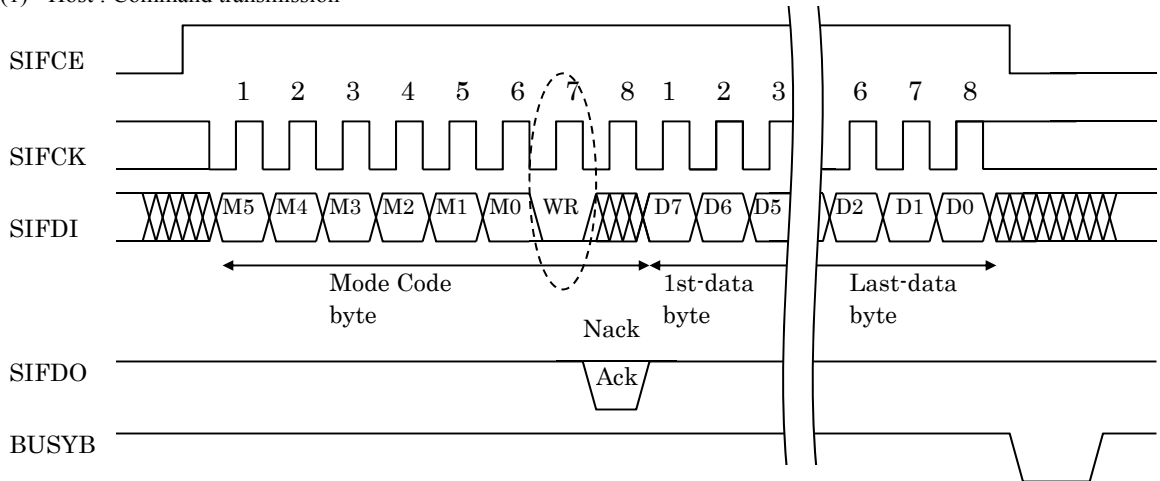 (1) Host : Command transmission
SIFCE
1 2 3 4 5 6 7 8 1 2 3 6 7 8
SIFCK
SIFDI M5 M4 M3 M2 M1 M0 WR D7 D6 D5 D2 D1 D0
Mode Code byte
1st-data byte
Last-data byte
Nack
SIFDO Ack
BUSYB